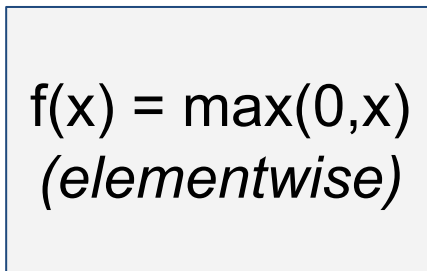 f(x) = max(0,x)
(elementwise)